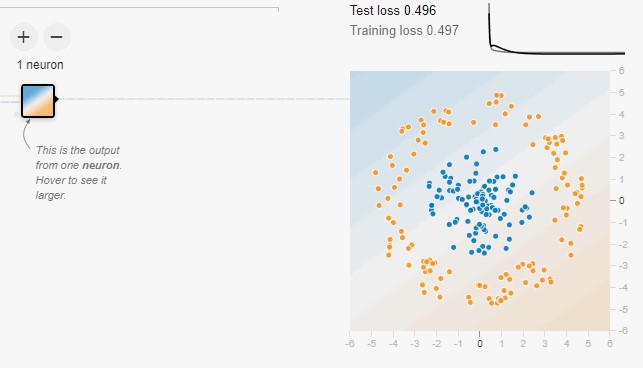 Test loss 0.496
Training loss 0.497
+ −
1 neuron
This is the output
from one neuron.
Hover to see it
larger.
6
5
4
3
2
1
0
-1
-2
-3
-4
-5
-6
-6 -5 -4 -3 -2 -1 0 1 2 3 4 5 6